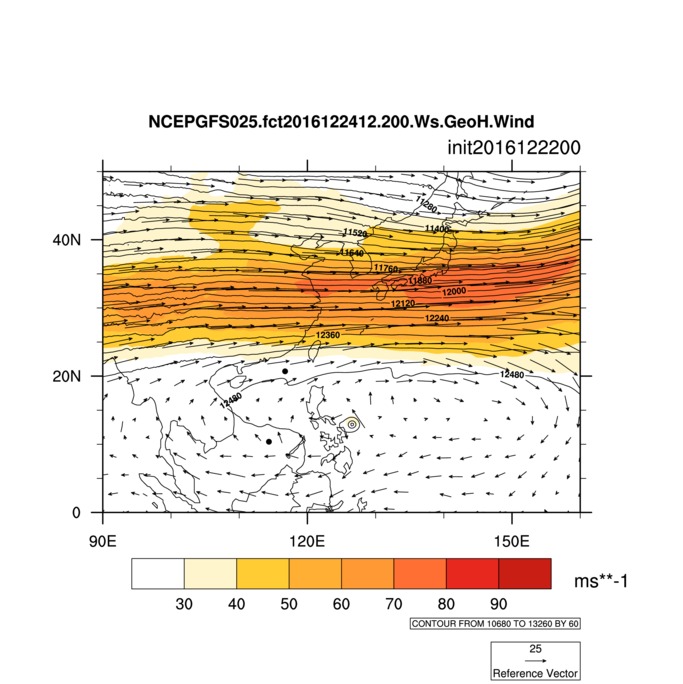 NCEPGFS025.fct2016122412.200.Ws.GeoH.Wind
init2016122200
11280
11520
11400
40N
11640
11760
11880
12000
12120
12240
12360
20N
12480
12480
0
90E 120E 150E
30 40 50 60 70 80 90
ms**-1
CONTOUR FROM 10680 TO 13260 BY 60
25
Reference Vector